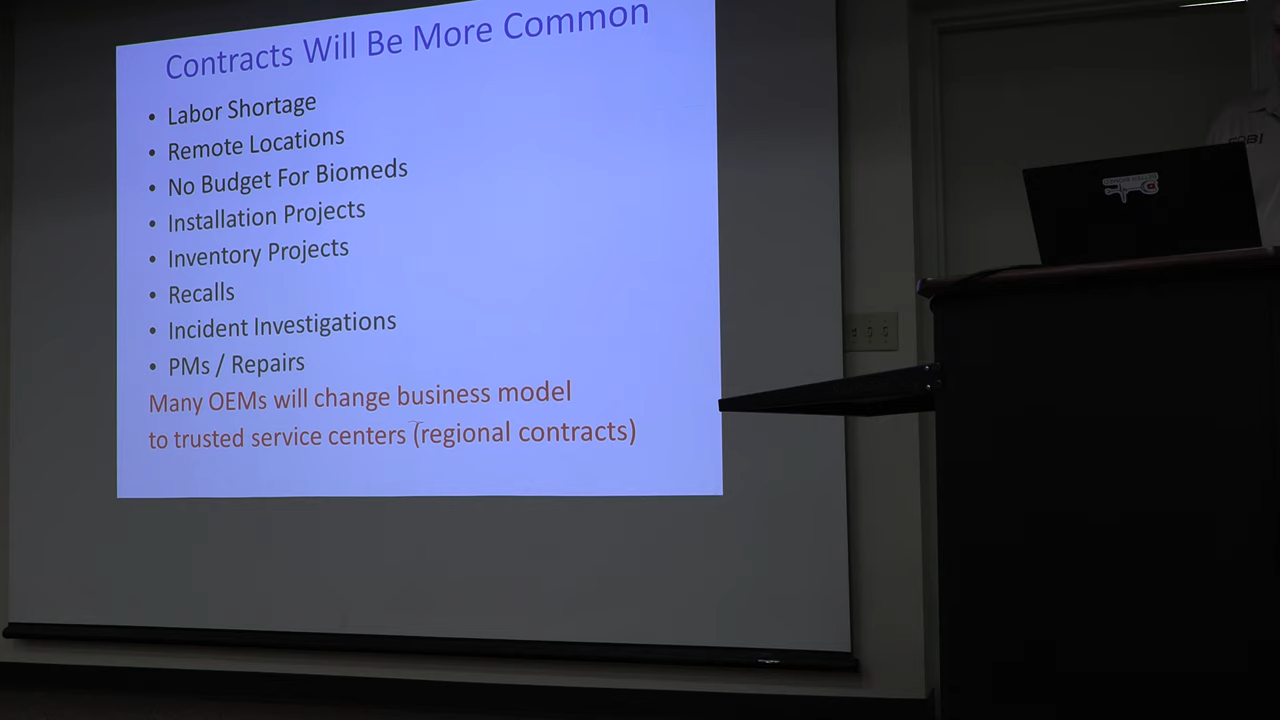 Contracts Will Be More Common
• Labor Shortage
• Remote Locations
• No Budget For Biomeds
• Installation Projects
• Inventory Projects
• Recalls
• Incident Investigations
• PMs / Repairs
Many OEMs will change business model
to trusted service centers (regional contracts)